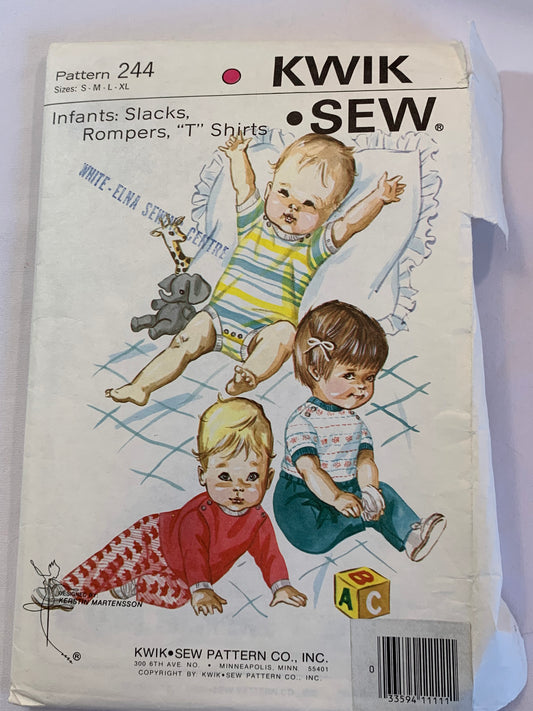 Pattern 244
Sizes: S - M - L - XL
KWIK
•SEW®
Infants: Slacks,
Rompers, "T" Shirts
WHITE - ELNA SEWING CENTRE
B
A C
DESIGNED BY
KERSTIN MARTENSSON
®
KWIK•SEW PATTERN CO., INC.
300 6TH AVE. NO. • MINNEAPOLIS, MINN 55401
COPYRIGHT BY KWIK•SEW PATTERN CO., INC.
0
33594 11111